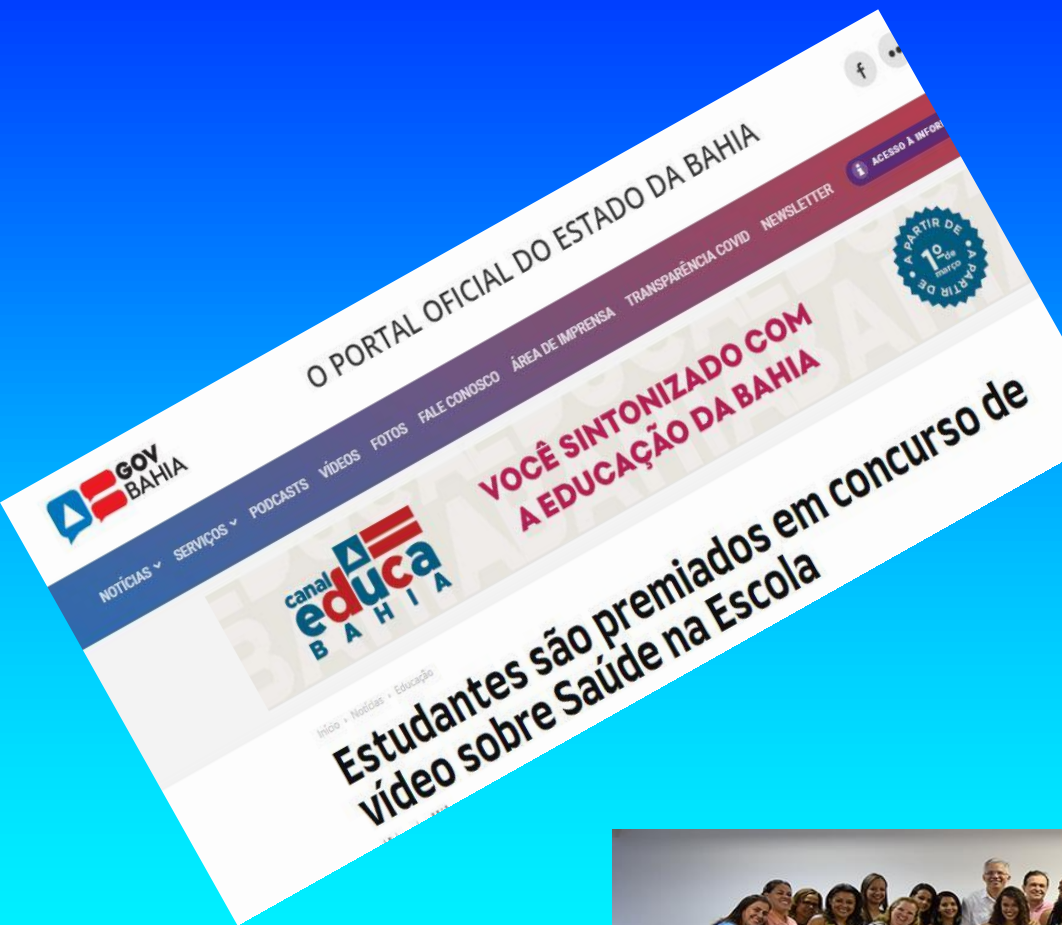 O PORTAL OFICIAL DO ESTADO DA BAHIA
GOV
BAHIA
NOTÍCIAS SERVIÇOS PODCASTS VÍDEOS FOTOS FALE CONOSCO ÁREA DE IMPRENSA TRANSPARÊNCIA COVID NEWSLETTER ACESSO À INFOR
canal
educa
BAHIA
VOCÊ SINTONIZADO COM
A EDUCAÇÃO DA BAHIA
A PARTIR DE
1º de
março
A PARTIR DE
Início › Notícias › Educação
Estudantes são premiados em concurso de
vídeo sobre Saúde na Escola